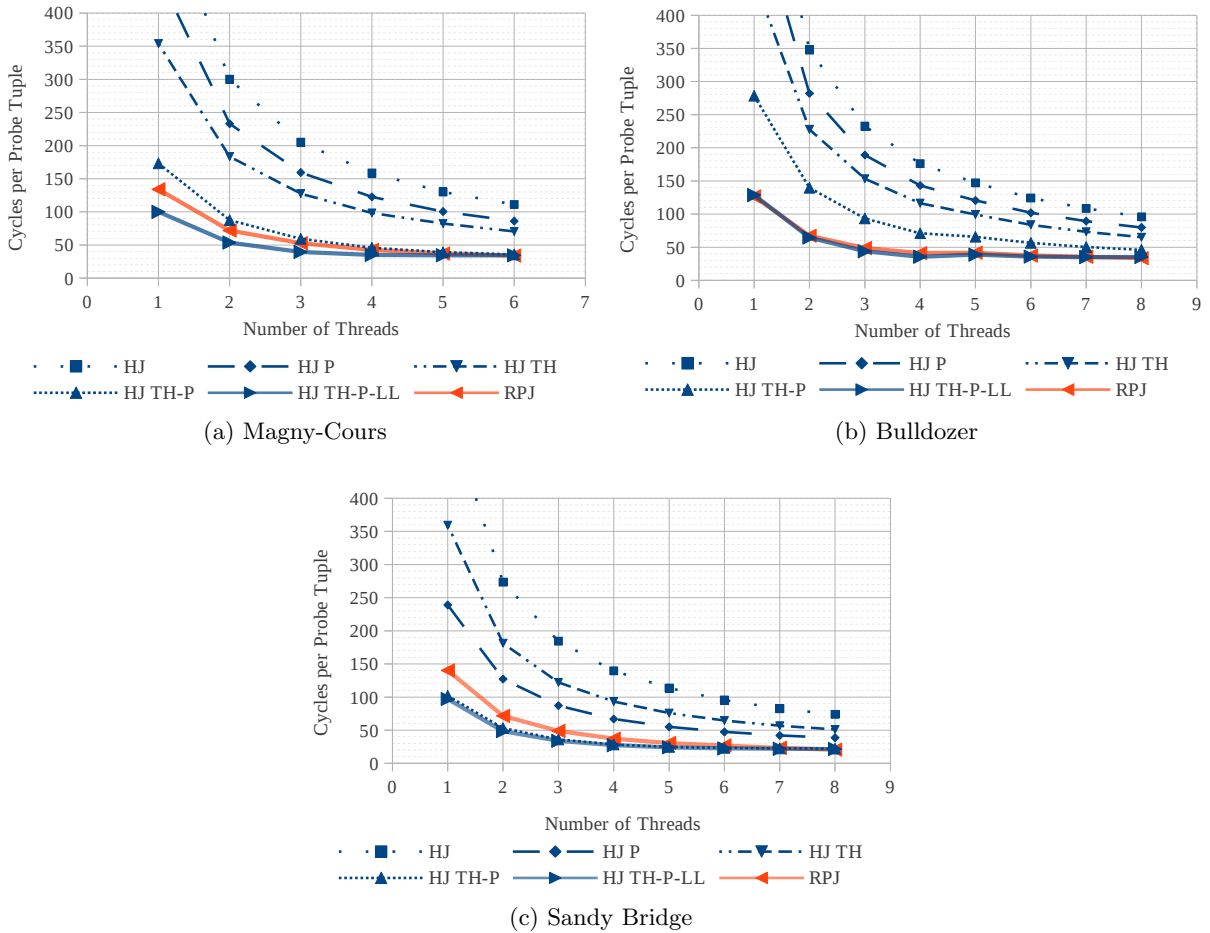 400
350
300
250
200
150
100
50
0
Cycles per Probe Tuple
0 1 2 3 4 5 6 7
Number of Threads
HJ HJ P HJ TH
HJ TH-P HJ TH-P-LL RPJ
(a) Magny-Cours
400
350
300
250
200
150
100
50
0
Cycles per Probe Tuple
0 1 2 3 4 5 6 7 8 9
Number of Threads
HJ HJ P HJ TH
HJ TH-P HJ TH-P-LL RPJ
(b) Bulldozer
400
350
300
250
200
150
100
50
0
Cycles per Probe Tuple
0 1 2 3 4 5 6 7 8 9
Number of Threads
HJ HJ P HJ TH
HJ TH-P HJ TH-P-LL RPJ
(c) Sandy Bridge